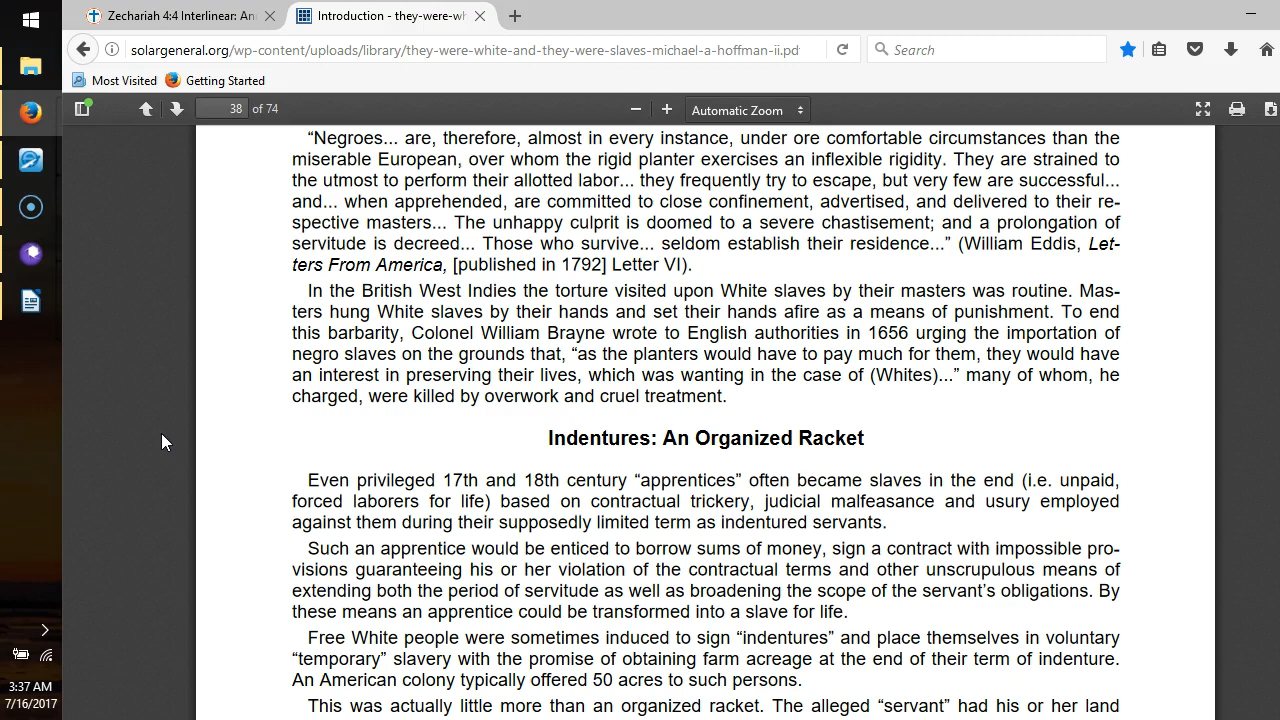 Zechariah 4:4 Interlinear: An
Introduction - they-were-wh
solargeneral.org/wp-content/uploads/library/they-were-white-and-they-were-slaves-michael-a-hoffman-ii.pd
Search
Most Visited
Getting Started
38 of 74
Automatic Zoom
“Negroes... are, therefore, almost in every instance, under ore comfortable circumstances than the
miserable European, over whom the rigid planter exercises an inflexible rigidity. They are strained to
the utmost to perform their allotted labor... they frequently try to escape, but very few are successful...
and... when apprehended, are committed to close confinement, advertised, and delivered to their re-
spective masters... The unhappy culprit is doomed to a severe chastisement; and a prolongation of
servitude is decreed... Those who survive... seldom establish their residence...” (William Eddis, Let-
ters From America, [published in 1792] Letter VI).
In the British West Indies the torture visited upon White slaves by their masters was routine. Mas-
ters hung White slaves by their hands and set their hands afire as a means of punishment. To end
this barbarity, Colonel William Brayne wrote to English authorities in 1656 urging the importation of
negro slaves on the grounds that, “as the planters would have to pay much for them, they would have
an interest in preserving their lives, which was wanting in the case of (Whites)...” many of whom, he
charged, were killed by overwork and cruel treatment.
Indentures: An Organized Racket
Even privileged 17th and 18th century “apprentices” often became slaves in the end (i.e. unpaid,
forced laborers for life) based on contractual trickery, judicial malfeasance and usury employed
against them during their supposedly limited term as indentured servants.
Such an apprentice would be enticed to borrow sums of money, sign a contract with impossible pro-
visions guaranteeing his or her violation of the contractual terms and other unscrupulous means of
extending both the period of servitude as well as broadening the scope of the servant’s obligations. By
these means an apprentice could be transformed into a slave for life.
Free White people were sometimes induced to sign “indentures” and place themselves in voluntary
“temporary” slavery with the promise of obtaining farm acreage at the end of their term of indenture.
An American colony typically offered 50 acres to such persons.
This was actually little more than an organized racket. The alleged “servant” had his or her land
3:37 AM
7/16/2017